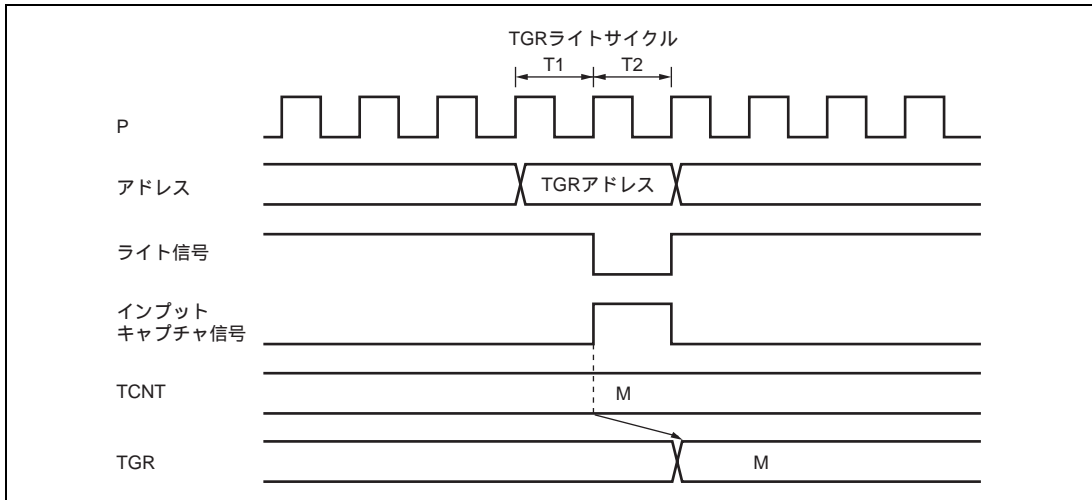 TGRライトサイクル
T1 T2
P
アドレス
TGRアドレス
ライト信号
インプット
キャプチャ信号
TCNT
M
TGR
M